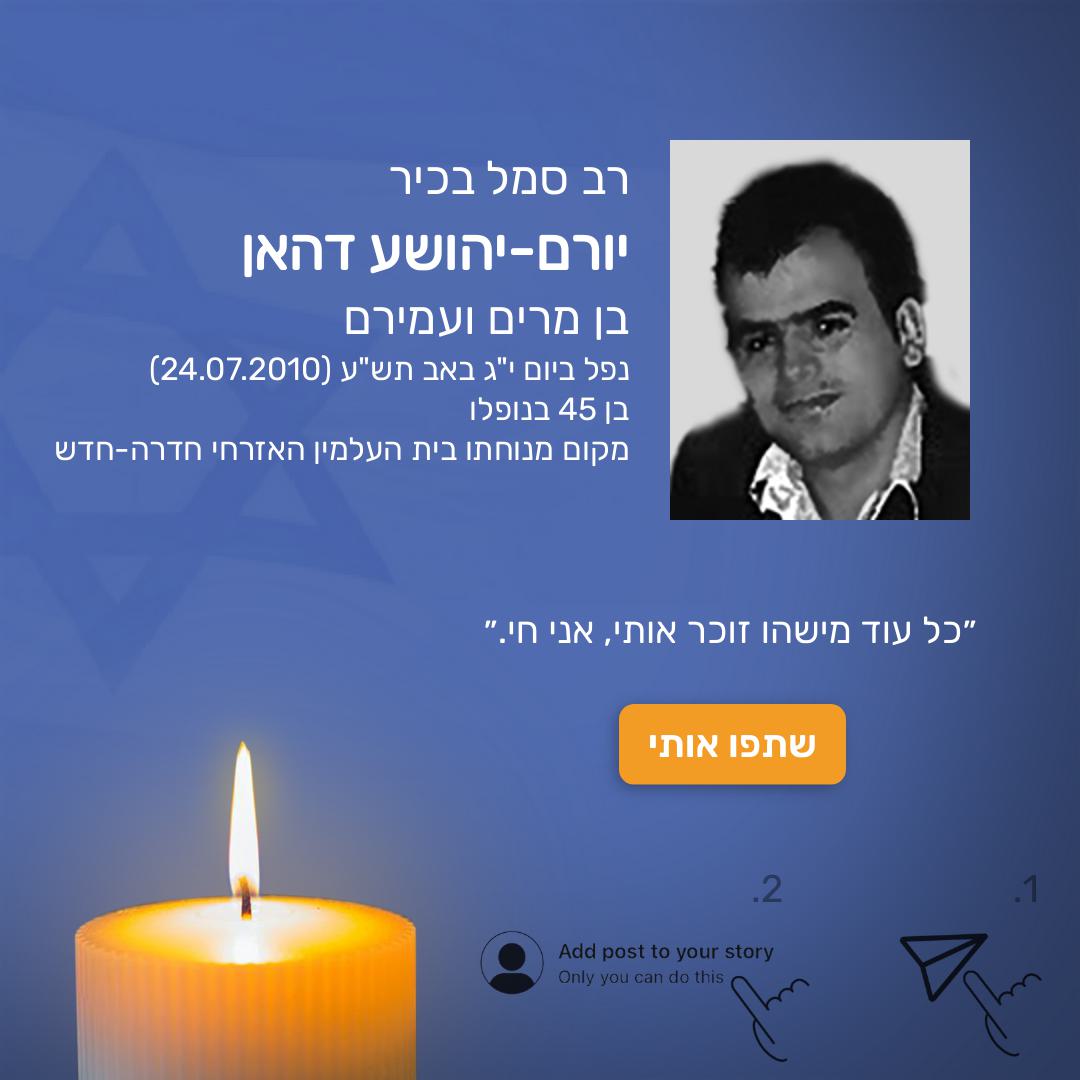 רב סמל בכיר
יורם-יהושע דהאן
בן מרים ועמירם
נפל ביום י"ג באב תש"ע (24.07.2010)
בן 45 בנופלו
מקום מנוחתו בית העלמין האזרחי חדרה-חדש
״כל עוד מישהו זוכר אותי, אני חי.״
שתפו אותי
1.
2.
Add post to your story
Only you can do this